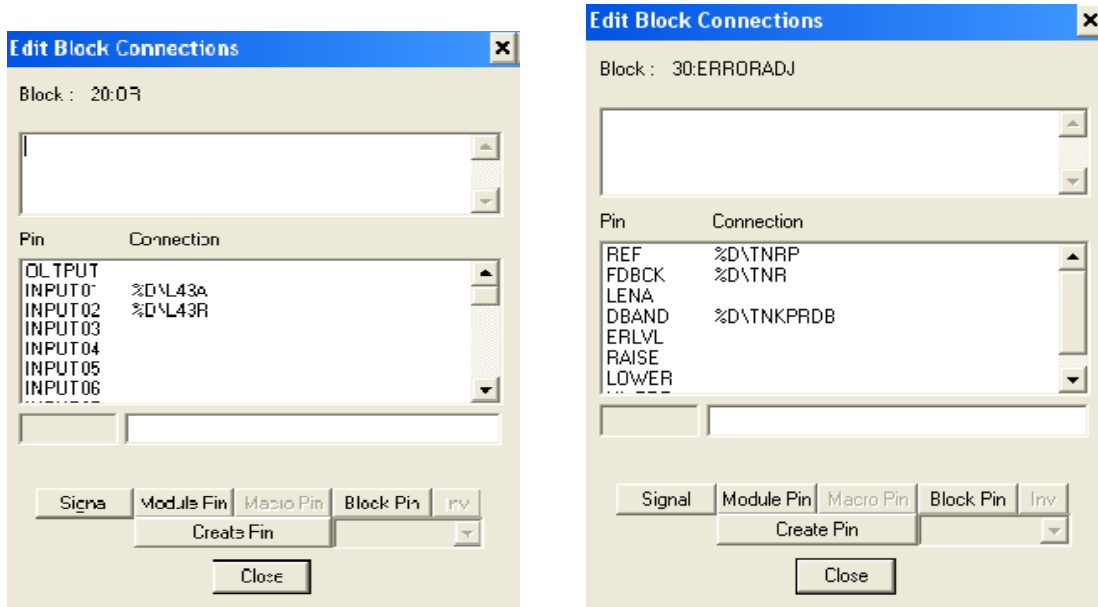 Edit Block Connections
Block : 20:OR
Pin Connection
OUTPUT
INPUT01 %D\L43A
INPUT02 %D\L43R
INPUT03
INPUT04
INPUT05
INPUT06
Signal Module Pin Macro Pin Block Pin Inv
Create Pin
Close
Edit Block Connections
Block : 30:ERRORADJ
Pin Connection
REF %D\TNRP
FDBCK %D\TNR
LENA
DBAND %D\TNKPRDB
ERLVL
RAISE
LOWER
Signal Module Pin Macro Pin Block Pin Inv
Create Pin
Close